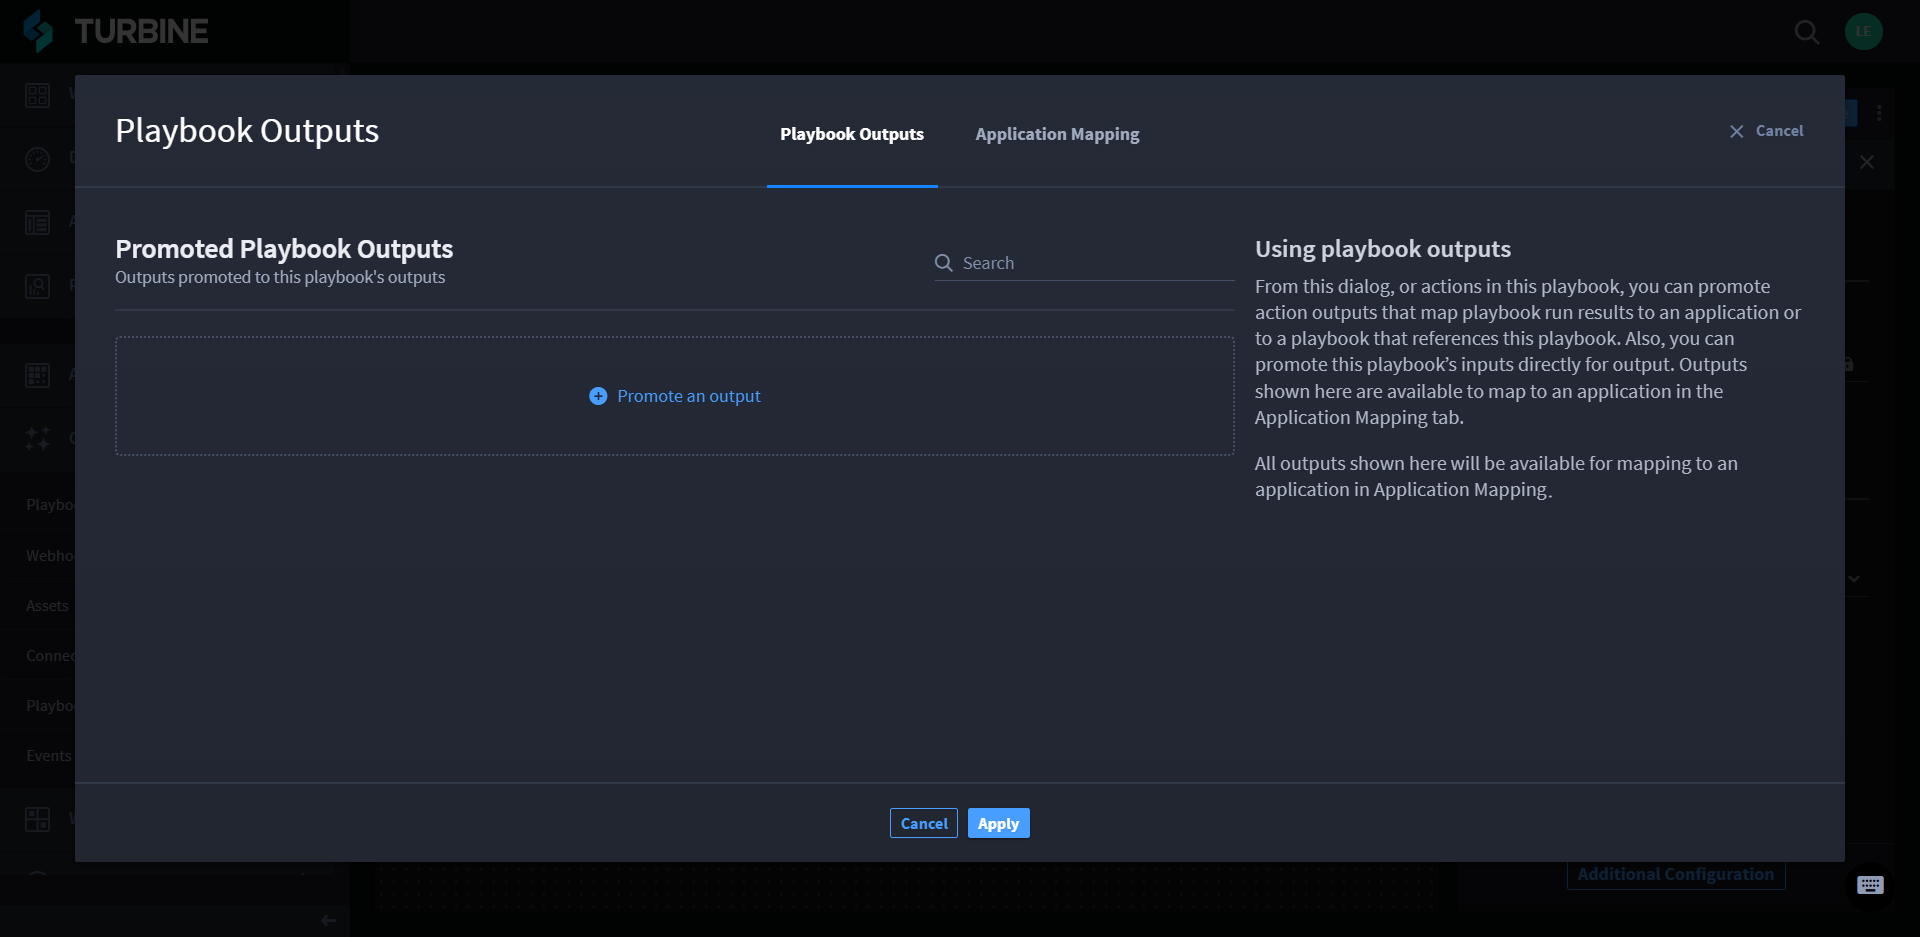 TURBINE
LE
Playbook Outputs
Playbook Outputs
Application Mapping
Cancel
Promoted Playbook Outputs
Outputs promoted to this playbook's outputs
Search
Promote an output
Using playbook outputs
From this dialog, or actions in this playbook, you can promote
action outputs that map playbook run results to an application or
to a playbook that references this playbook. Also, you can
promote this playbook’s inputs directly for output. Outputs
shown here are available to map to an application in the
Application Mapping tab.
All outputs shown here will be available for mapping to an
application in Application Mapping.
Playbo
Webho
Assets
Connec
Playbo
Events
Cancel
Apply
Additional Configuration